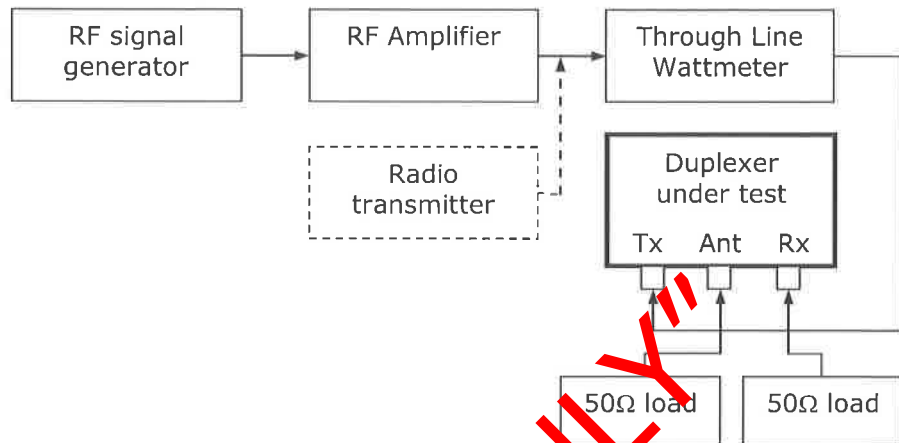 RF signal
generator
RF Amplifier
Through Line
Wattmeter
Radio
transmitter
Duplexer
under test
Tx Ant Rx
LY"
50Ω load
50Ω load